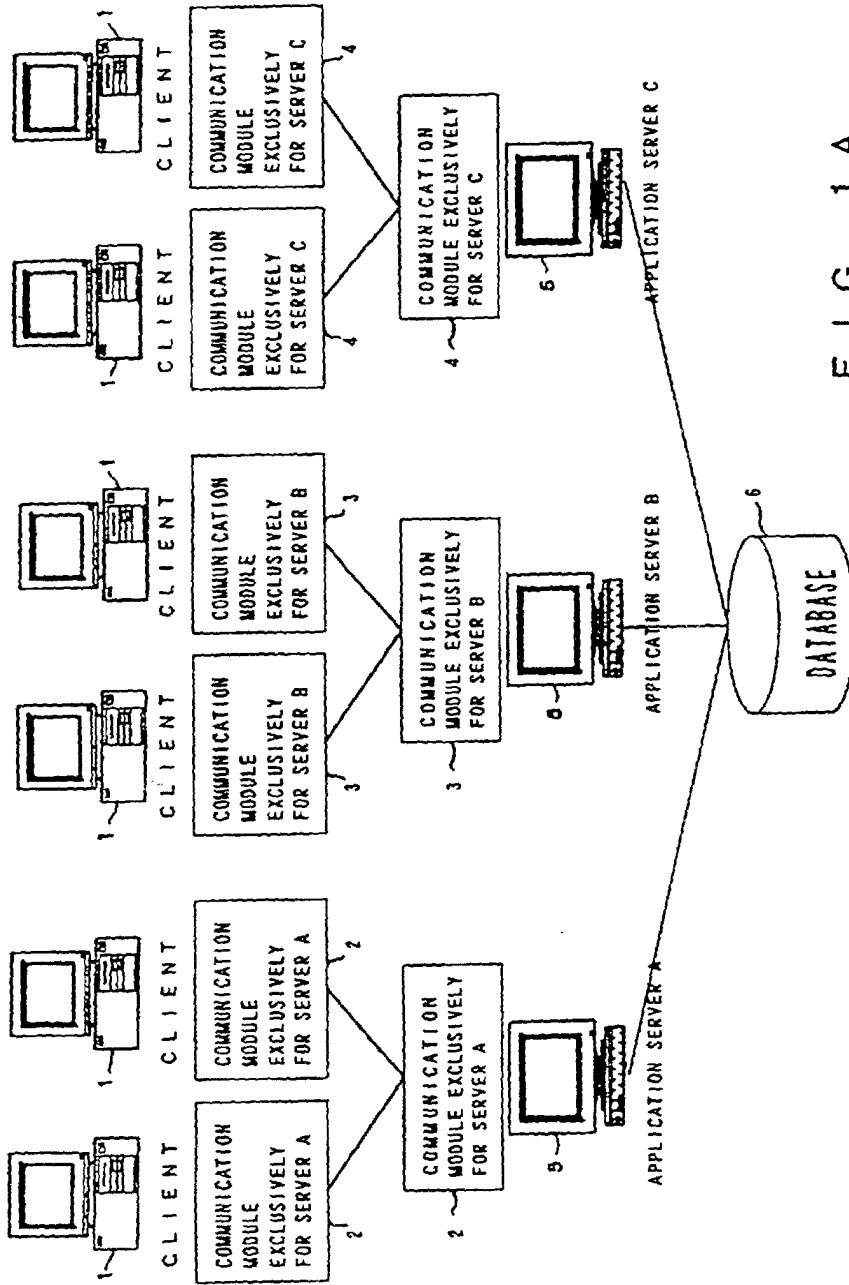 1
1
1
1
1
1
CLIENT
CLIENT
CLIENT
CLIENT
CLIENT
CLIENT
COMMUNICATION
MODULE
EXCLUSIVELY
FOR SERVER A
2
COMMUNICATION
MODULE
EXCLUSIVELY
FOR SERVER A
2
COMMUNICATION
MODULE
EXCLUSIVELY
FOR SERVER B
3
COMMUNICATION
MODULE
EXCLUSIVELY
FOR SERVER B
3
COMMUNICATION
MODULE
EXCLUSIVELY
FOR SERVER C
4
COMMUNICATION
MODULE
EXCLUSIVELY
FOR SERVER C
4
COMMUNICATION
MODULE EXCLUSIVELY
FOR SERVER A
2
COMMUNICATION
MODULE EXCLUSIVELY
FOR SERVER B
3
COMMUNICATION
MODULE EXCLUSIVELY
FOR SERVER C
4
5
5
APPLICATION SERVER A
APPLICATION SERVER B
APPLICATION SERVER C
6
DATABASE
FIG. 1A